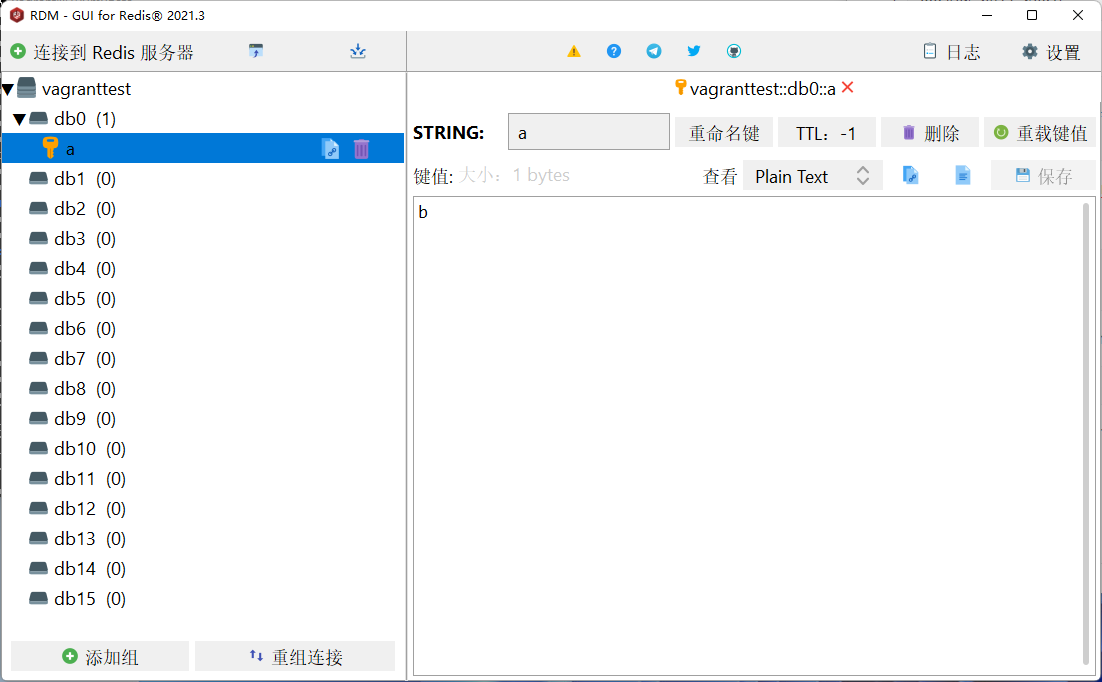 RDM - GUI for Redis® 2021.3
连接到 Redis 服务器
日志
设置
vagranttest
db0 (1)
a
db1 (0)
db2 (0)
db3 (0)
db4 (0)
db5 (0)
db6 (0)
db7 (0)
db8 (0)
db9 (0)
db10 (0)
db11 (0)
db12 (0)
db13 (0)
db14 (0)
db15 (0)
添加组
重组连接
vagranttest::db0::a
STRING: a 重命名键 TTL: -1 删除 重载键值
键值: 大小: 1 bytes 查看 Plain Text 保存
b